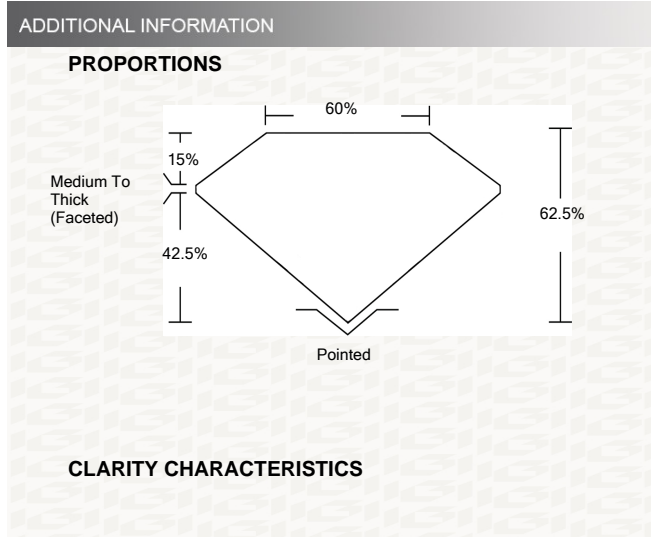 ADDITIONAL INFORMATION
PROPORTIONS
60%
15%
Medium To
Thick
(Faceted)
62.5%
42.5%
Pointed
CLARITY CHARACTERISTICS